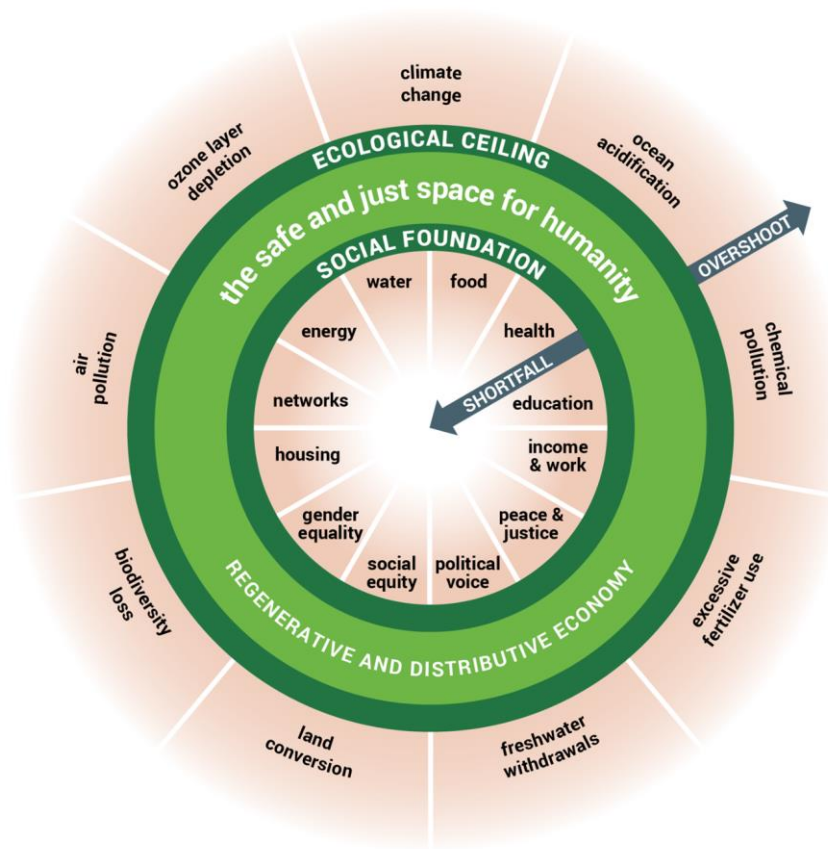 climate
change
ocean
acidification
OVERSHOOT
chemical
pollution
excessive
fertilizer use
freshwater
withdrawals
land
conversion
biodiversity
loss
air
pollution
ozone layer
depletion
ECOLOGICAL CEILING
the safe and just space for humanity
SOCIAL FOUNDATION
water
food
health
SHORTFALL
education
income
& work
peace &
justice
political
voice
social
equity
gender
equality
housing
networks
energy
REGENERATIVE AND DISTRIBUTIVE ECONOMY